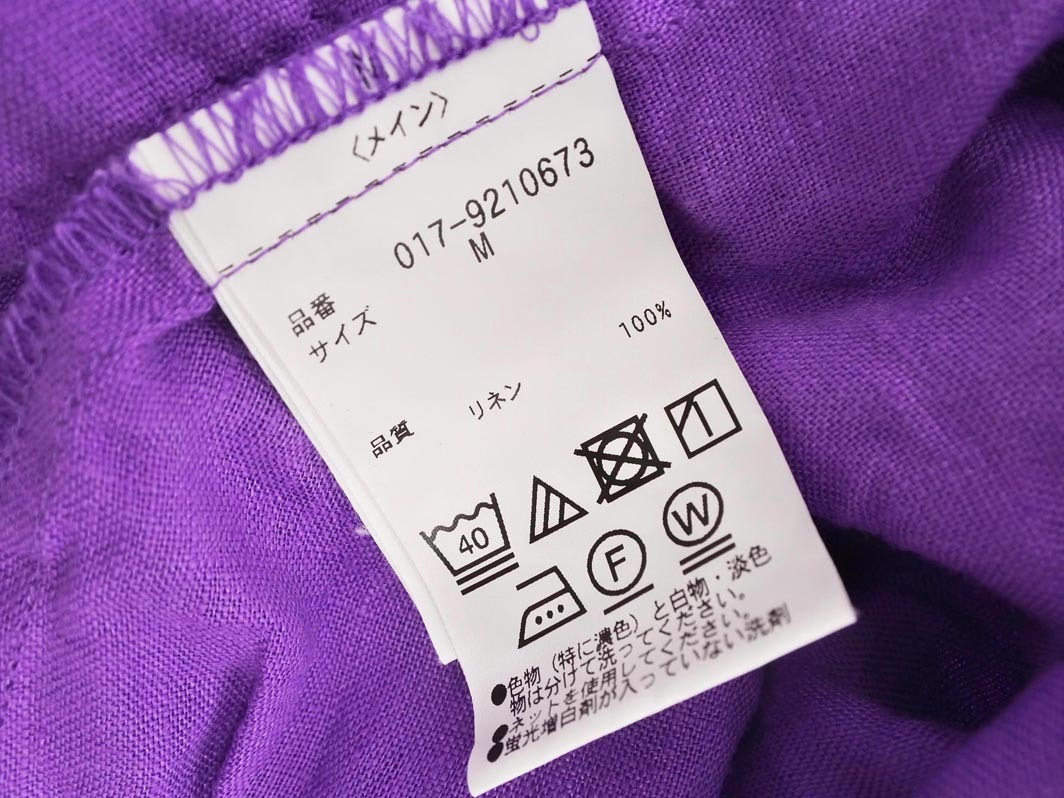 〈メイン〉
品番 017-9210673
サイズ M
品質 リネン 100%
40
F W
●色物（特に濃色）と白物・淡色
物は分けて洗ってください。
●ネットを使用してください。
●蛍光増白剤が入っていない洗剤